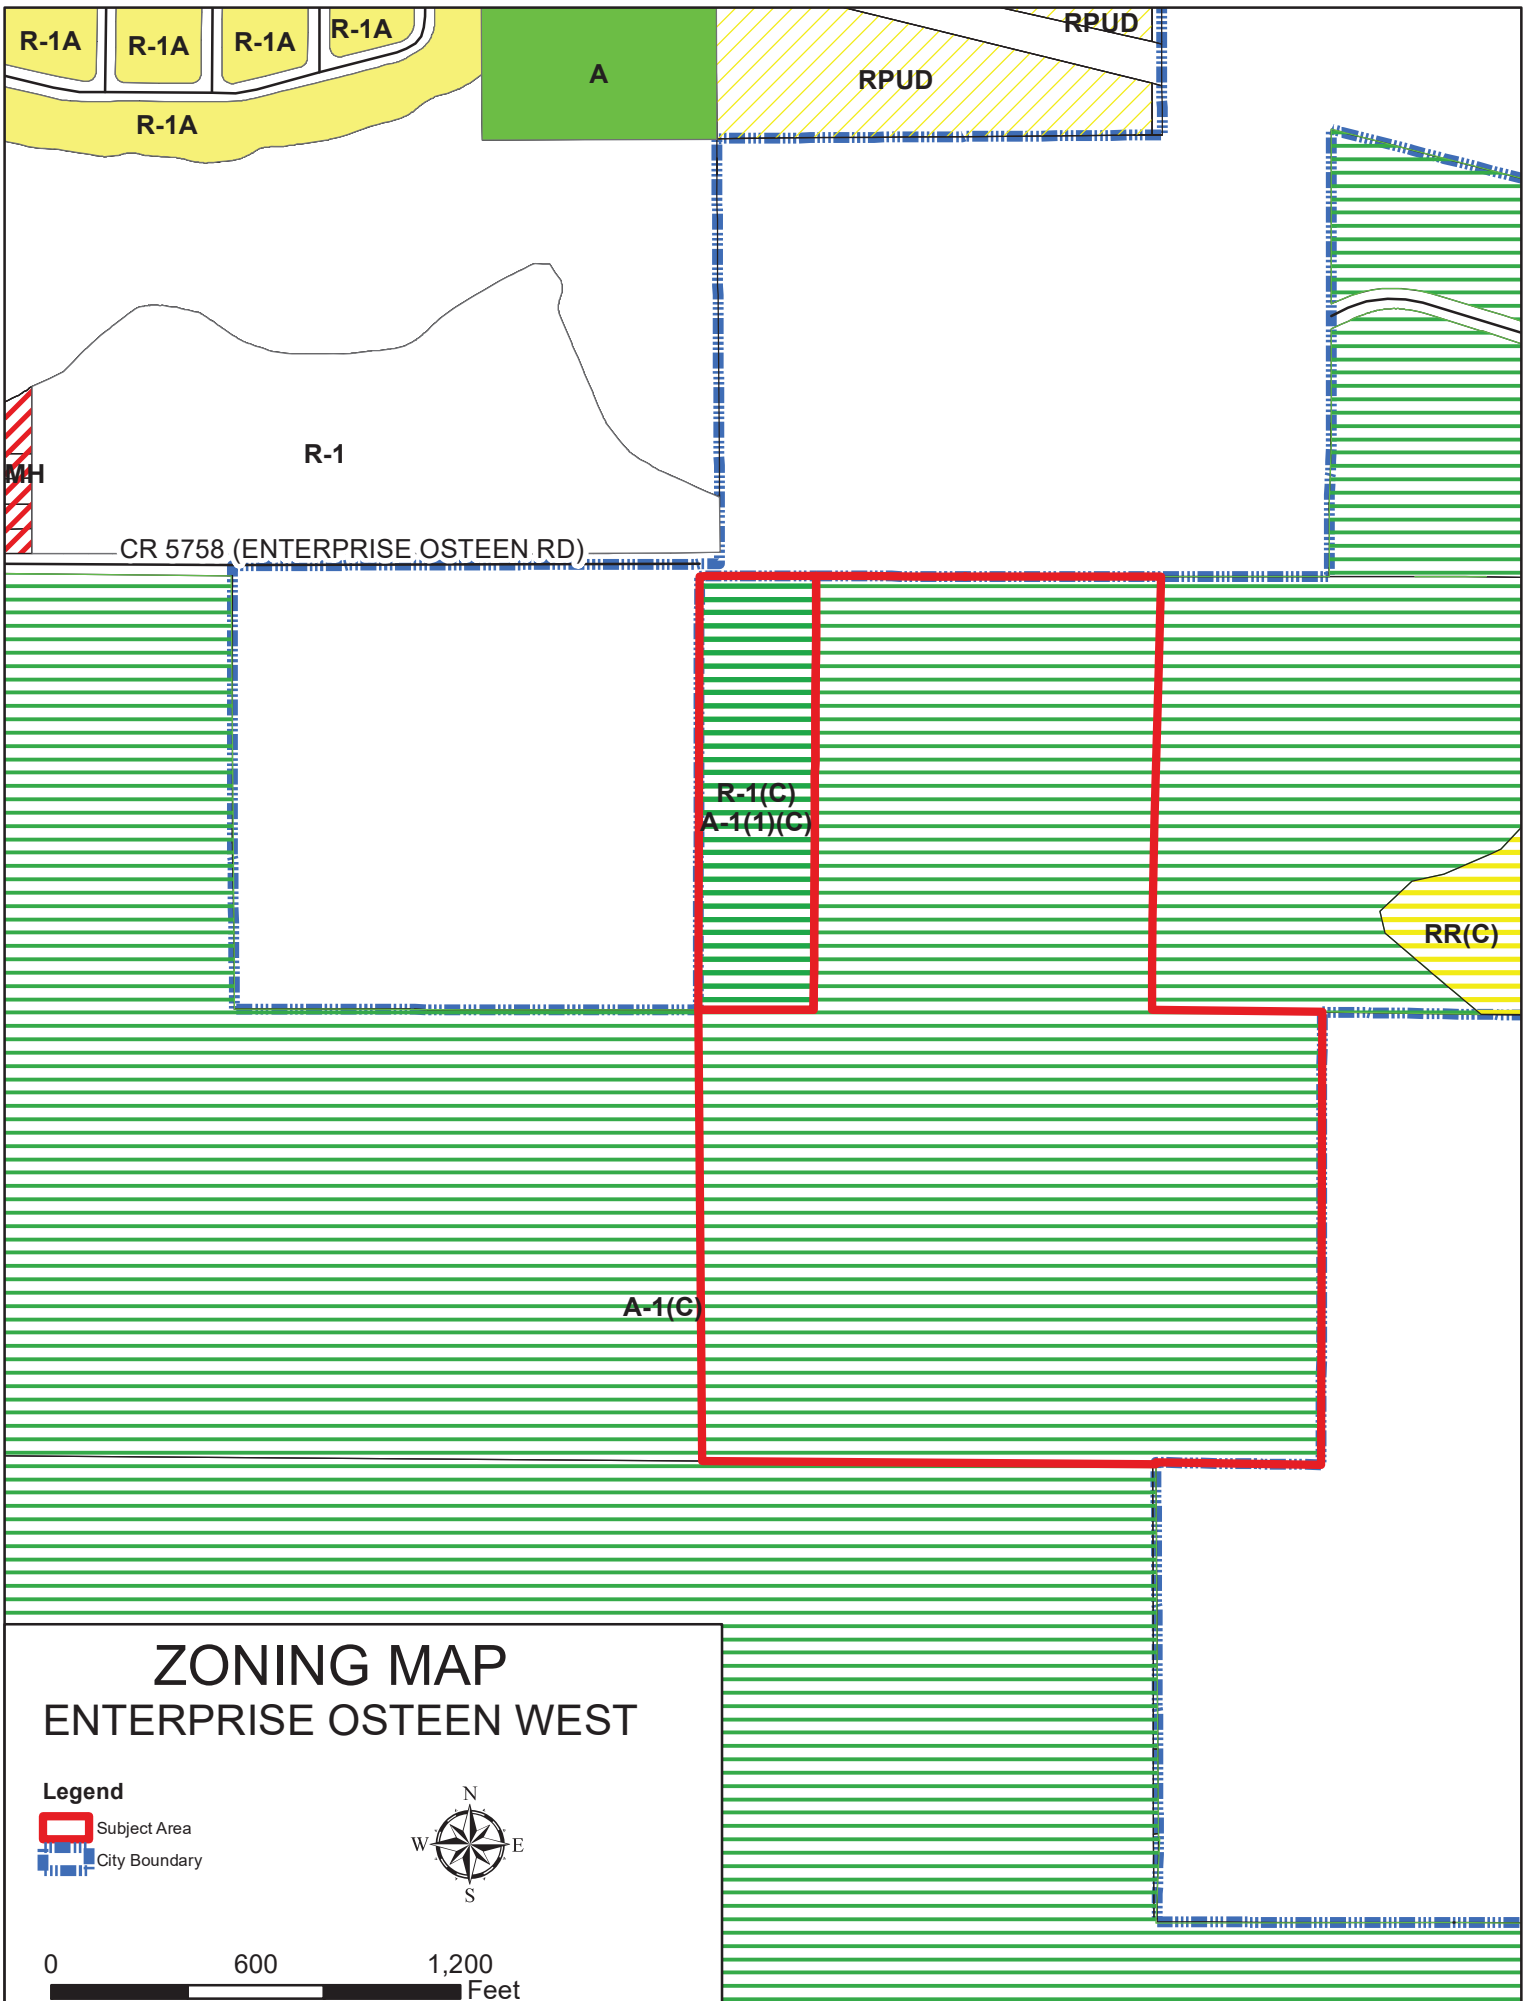 R-1A
R-1A
R-1A
R-1A
R-1A
A
RPUD
RPUD
MH
R-1
CR 5758 (ENTERPRISE OSTEEN RD)
R-1(C)
A-1(1)(C)
RR(C)
A-1(C)
ZONING MAP
ENTERPRISE OSTEEN WEST
Legend
Subject Area
City Boundary
N
W
E
S
0 600 1,200
Feet